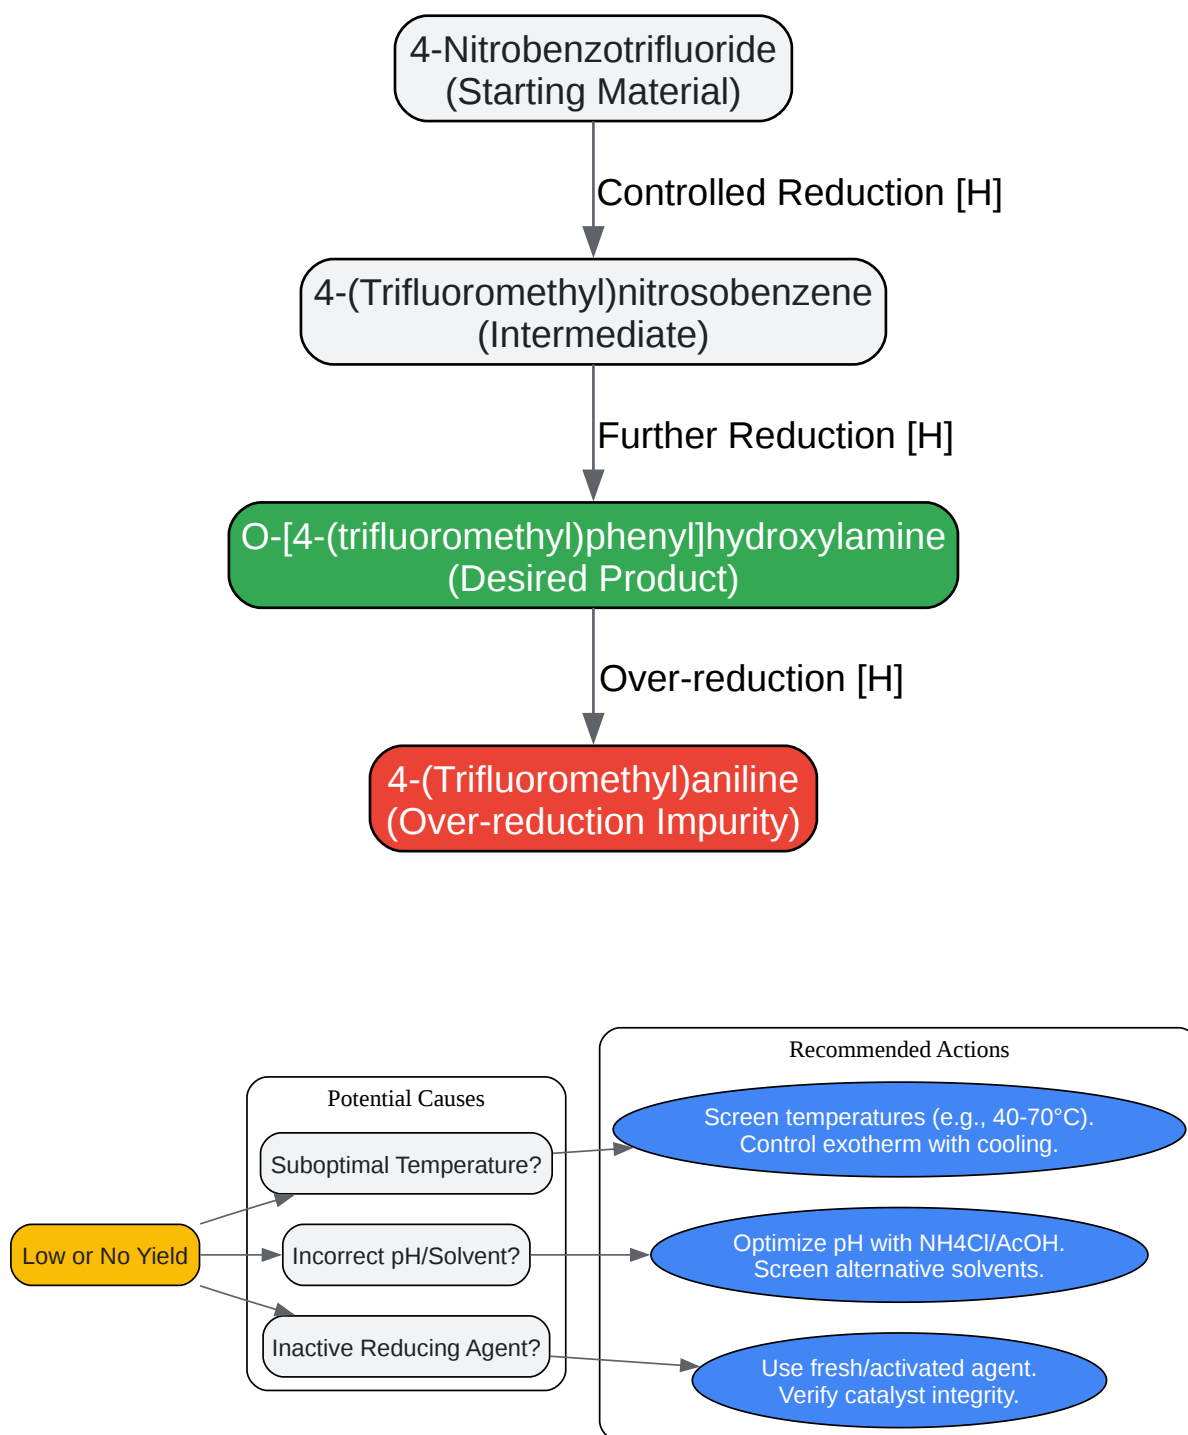 4-Nitrobenzotrifluoride
(Starting Material)
Controlled Reduction [H]
4-(Trifluoromethyl)nitrosobenzene
(Intermediate)
Further Reduction [H]
O-[4-(trifluoromethyl)phenyl]hydroxylamine
(Desired Product)
Over-reduction [H]
4-(Trifluoromethyl)aniline
(Over-reduction Impurity)
Low or No Yield
Potential Causes
Suboptimal Temperature?
Incorrect pH/Solvent?
Inactive Reducing Agent?
Recommended Actions
Screen temperatures (e.g., 40-70°C).
Control exotherm with cooling.
Optimize pH with NH4Cl/AcOH.
Screen alternative solvents.
Use fresh/activated agent.
Verify catalyst integrity.